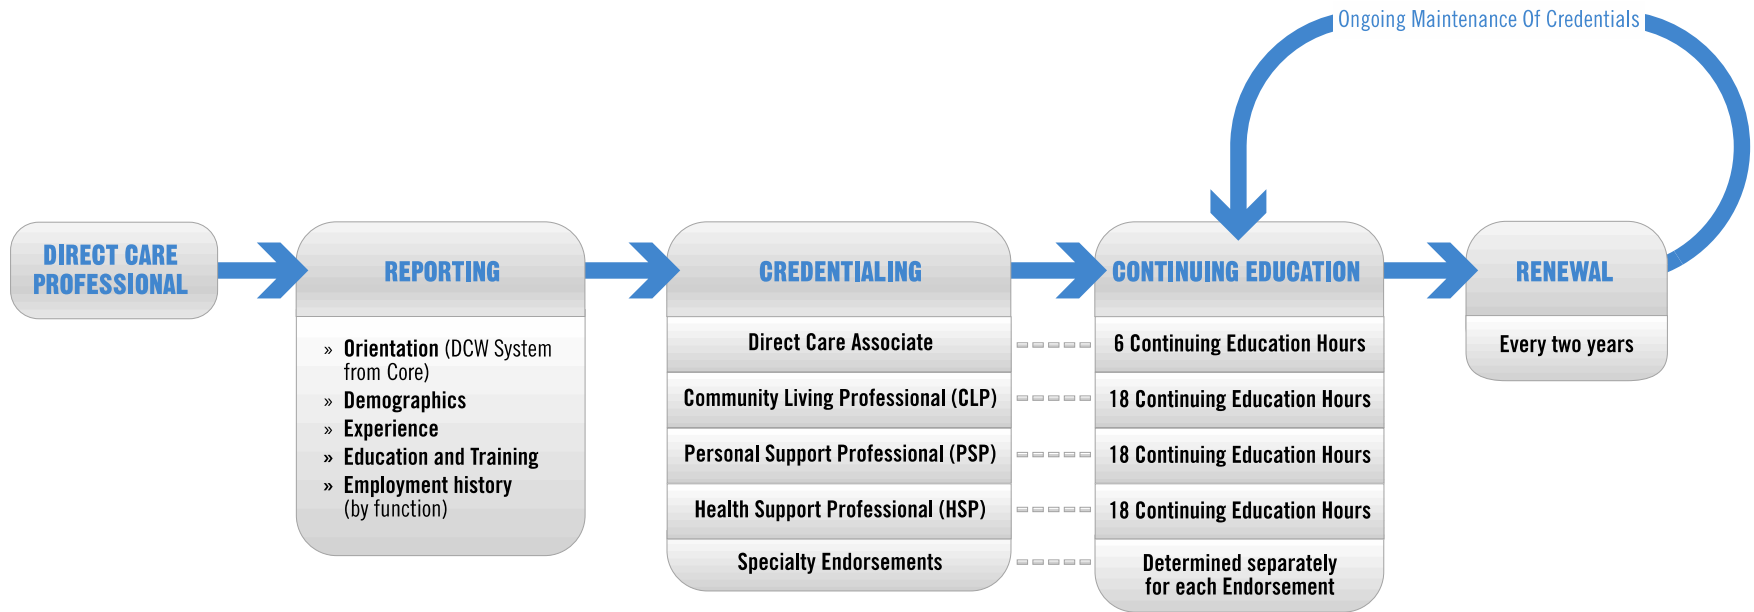 Ongoing Maintenance Of Credentials
DIRECT CARE
PROFESSIONAL
REPORTING
» Orientation (DCW System
from Core)
» Demographics
» Experience
» Education and Training
» Employment history
(by function)
CREDENTIALING
Direct Care Associate
Community Living Professional (CLP)
Personal Support Professional (PSP)
Health Support Professional (HSP)
Specialty Endorsements
CONTINUING EDUCATION
6 Continuing Education Hours
18 Continuing Education Hours
18 Continuing Education Hours
18 Continuing Education Hours
Determined separately
for each Endorsement
RENEWAL
Every two years